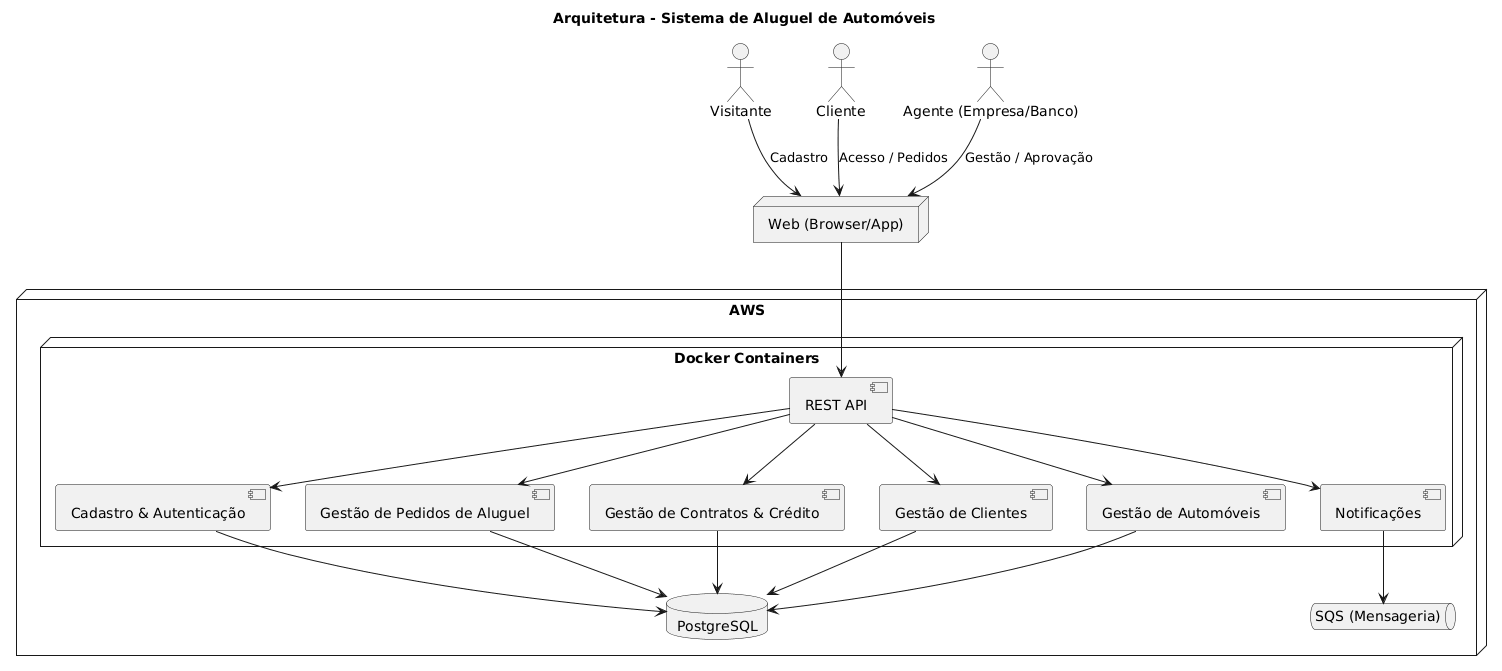 Arquitetura - Sistema de Aluguel de Automóveis
Visitante
Cliente
Agente (Empresa/Banco)
Cadastro
Acesso / Pedidos
Gestão / Aprovação
Web (Browser/App)
AWS
Docker Containers
REST API
Cadastro & Autenticação
Gestão de Pedidos de Aluguel
Gestão de Contratos & Crédito
Gestão de Clientes
Gestão de Automóveis
Notificações
PostgreSQL
SQS (Mensageria)